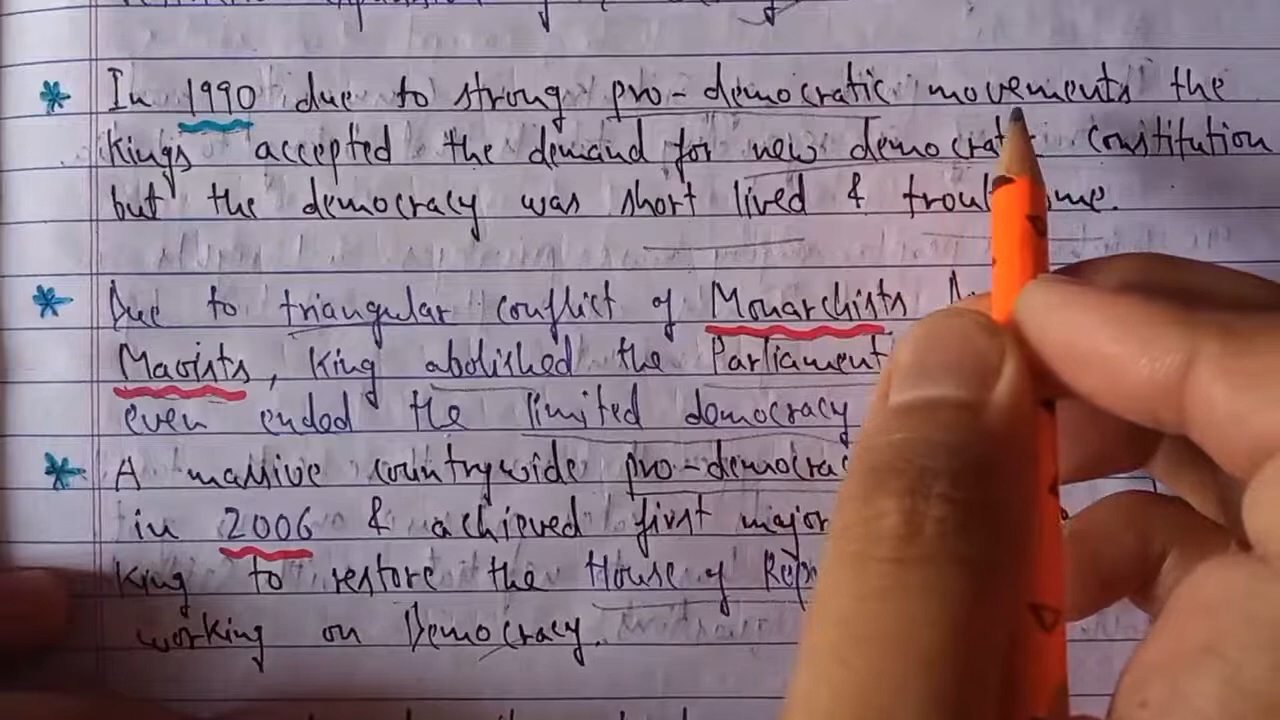 * In 1990 due to strong pro-democratic movements the
kings accepted the demand for new democrat constitution
but the democracy was short lived & troubl me.
* Due to triangular conflict of Monarchists
Maoists, King abolished the Parliament
even ended the limited democracy
* A massive countrywide pro-democrac
in 2006 & achieved first major
king to restore the House of Rep
working on Democracy.